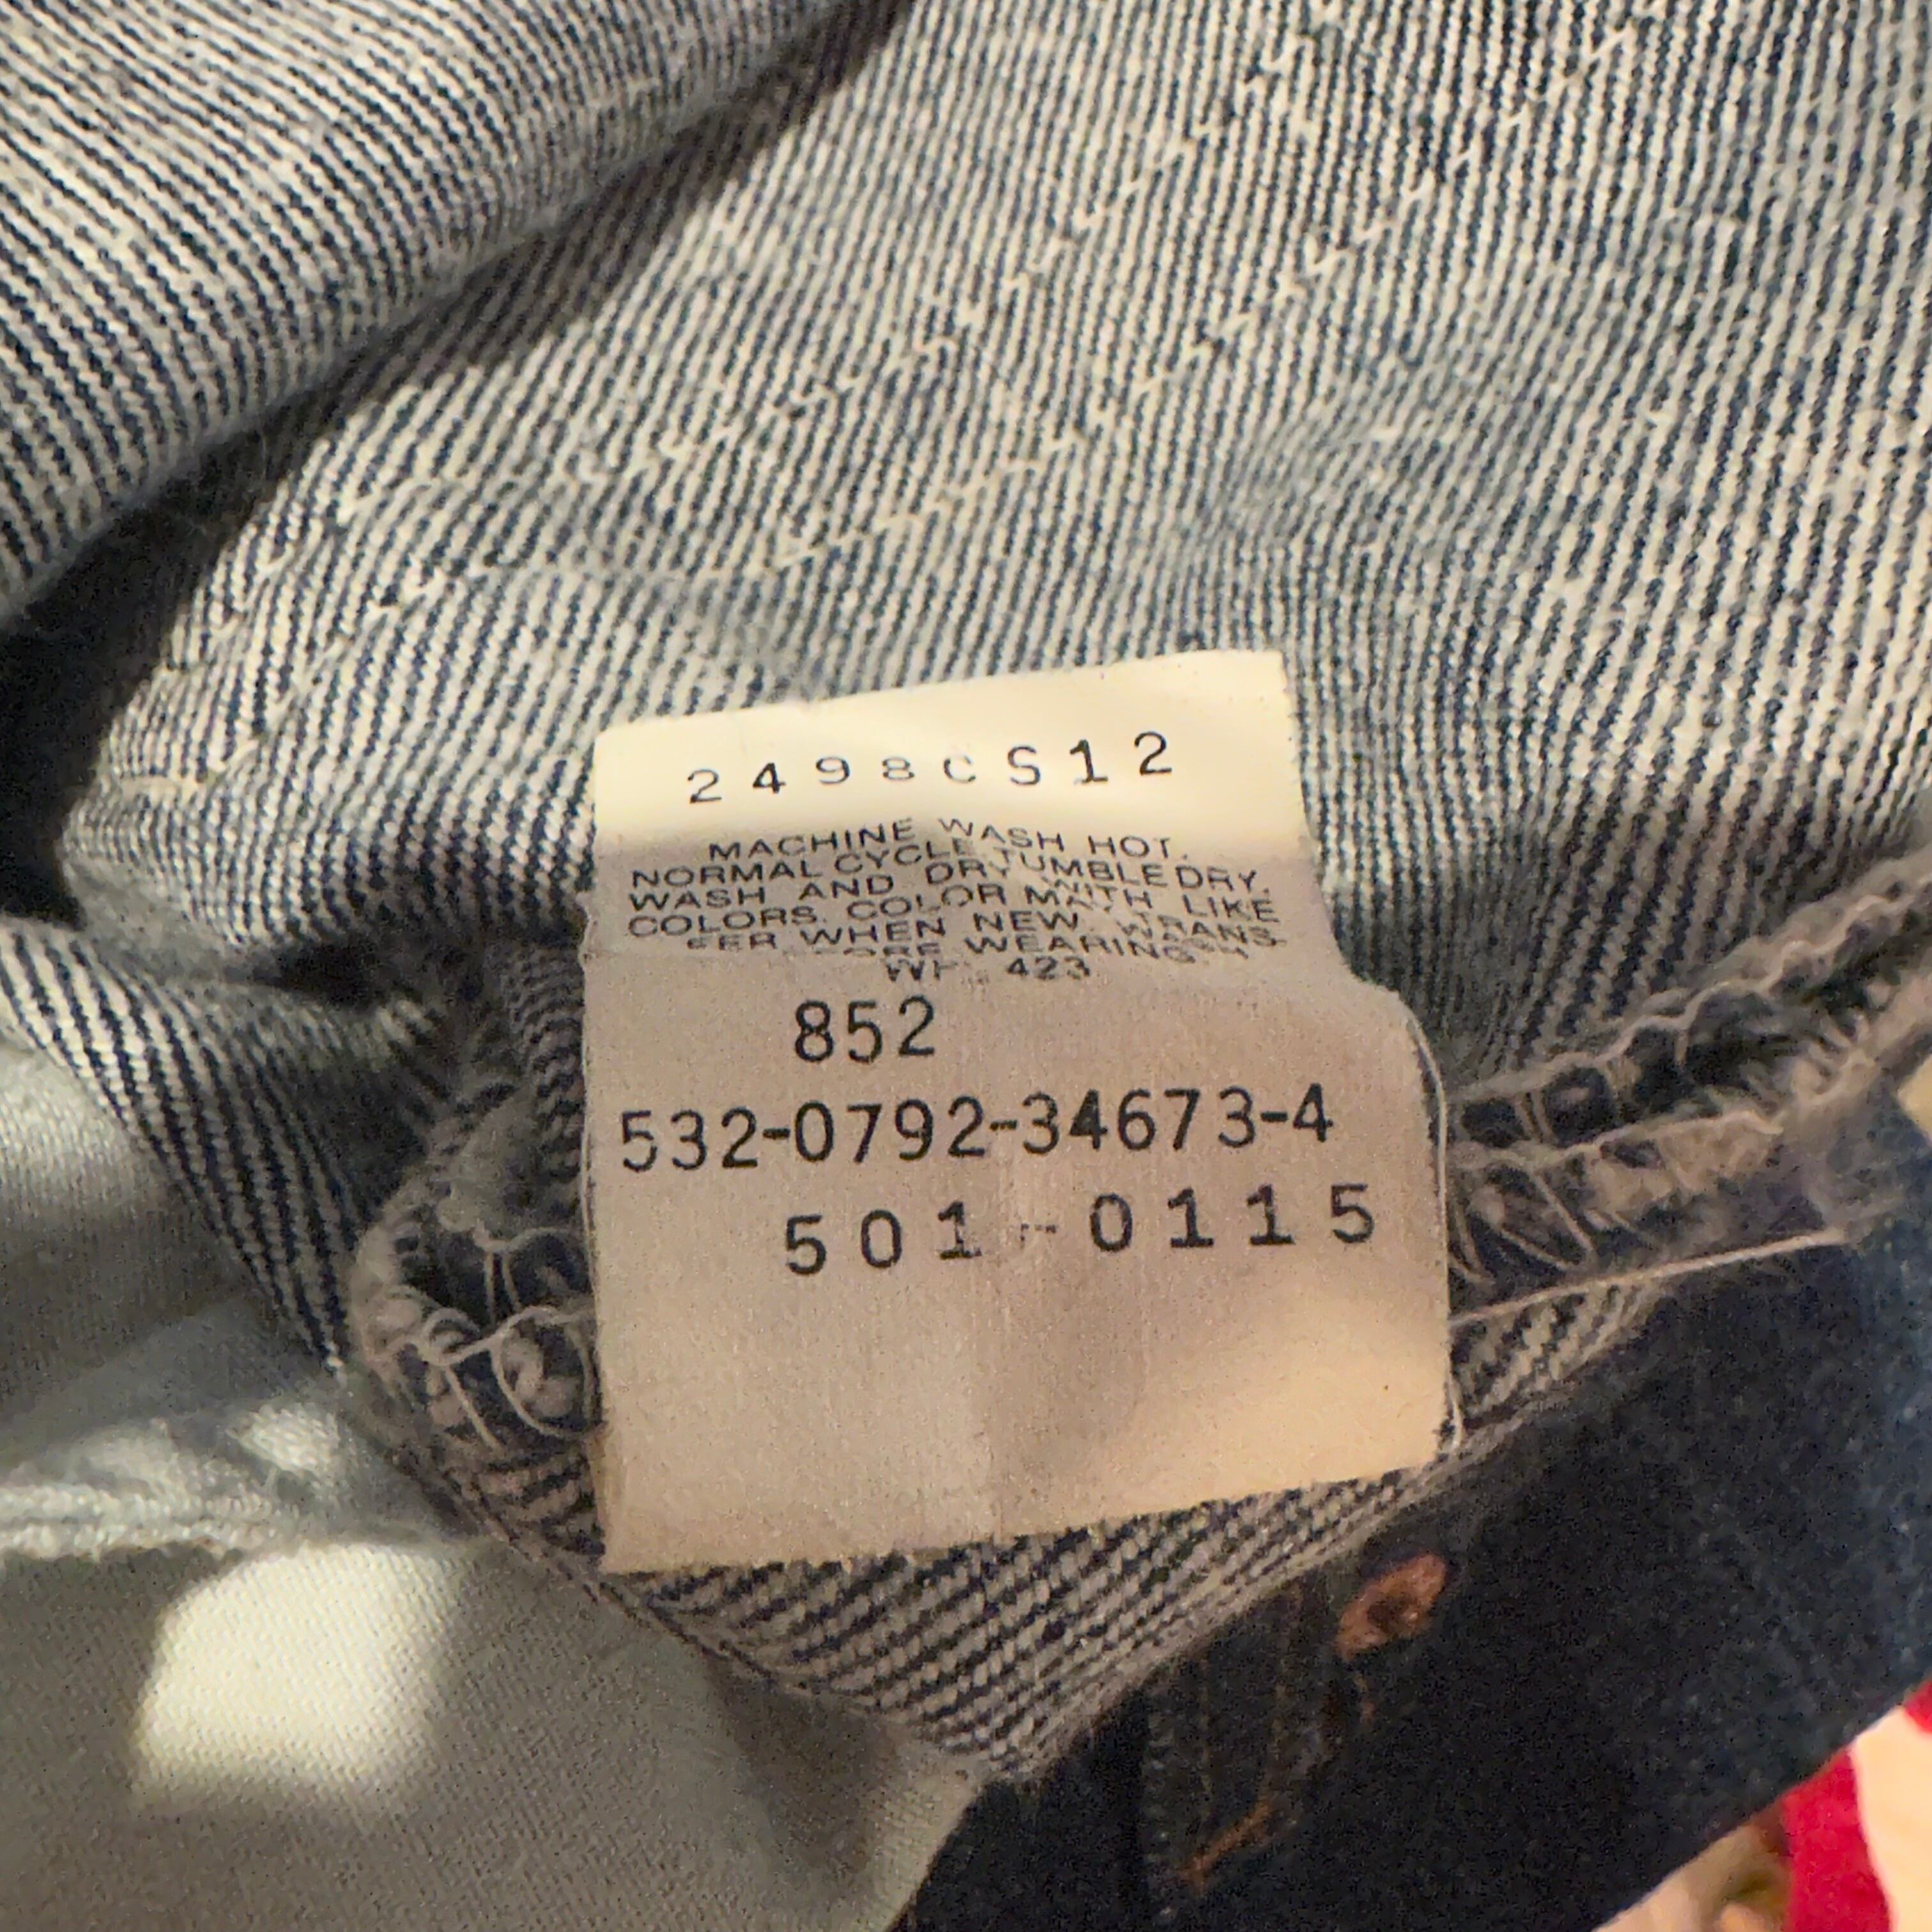 2498CS12
MACHINE WASH HOT.
NORMAL CYCLE. TUMBLE DRY.
WASH AND DRY WITH LIKE
COLORS. COLOR MAY TRANS-
FER WHEN NEW.
BEFORE WEARING.
WPL 423
852
532-0792-34673-4
501-0115